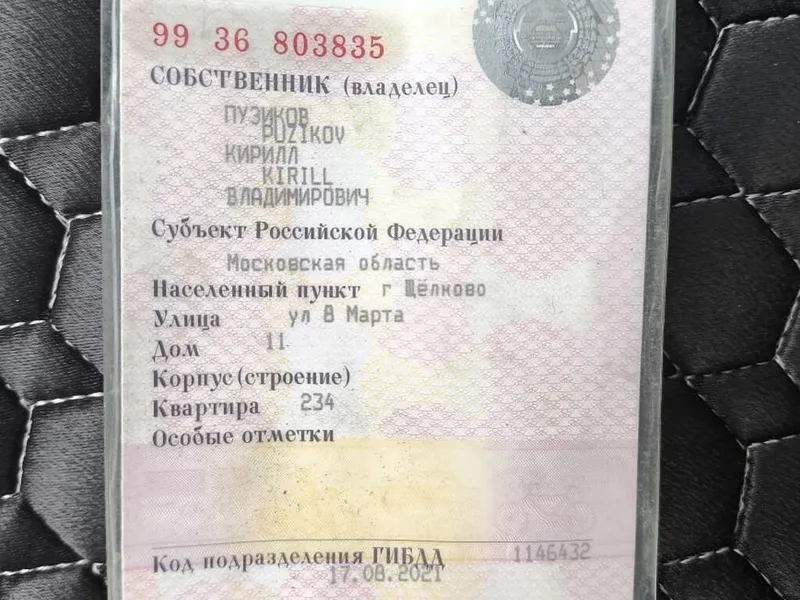 99 36 803835
СОБСТВЕННИК (владелец)
ПУЗИКОВ
PUZIKOV
КИРИЛЛ
KIRILL
ВЛАДИМИРОВИЧ
Субъект Российской Федерации
Московская область
Населенный пункт г Щёлково
Улица ул 8 Марта
Дом 11
Корпус(строение)
Квартира 234
Особые отметки
Код подразделения ГИБДД 1146432
17.08.2021